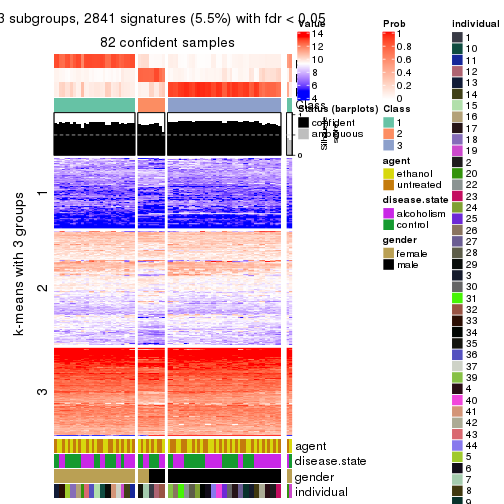 3 subgroups, 2841 signatures (5.5%) with fdr < 0.05
82 confident samples
k-means with 3 groups
1
2
3
Class
0
agent
disease.state
gender
individual
Value
14
12
10
8
6
4
Status (barplots)
confident
ambiguous
Prob
1
0.8
0.6
0.4
0.2
0
Class
1
2
3
agent
ethanol
untreated
disease.state
alcoholism
control
gender
female
male
individual
1
10
11
12
13
14
15
16
17
18
19
2
20
22
23
24
25
26
27
28
29
3
30
31
32
33
34
35
36
37
39
4
40
41
42
43
44
5
6
7
8